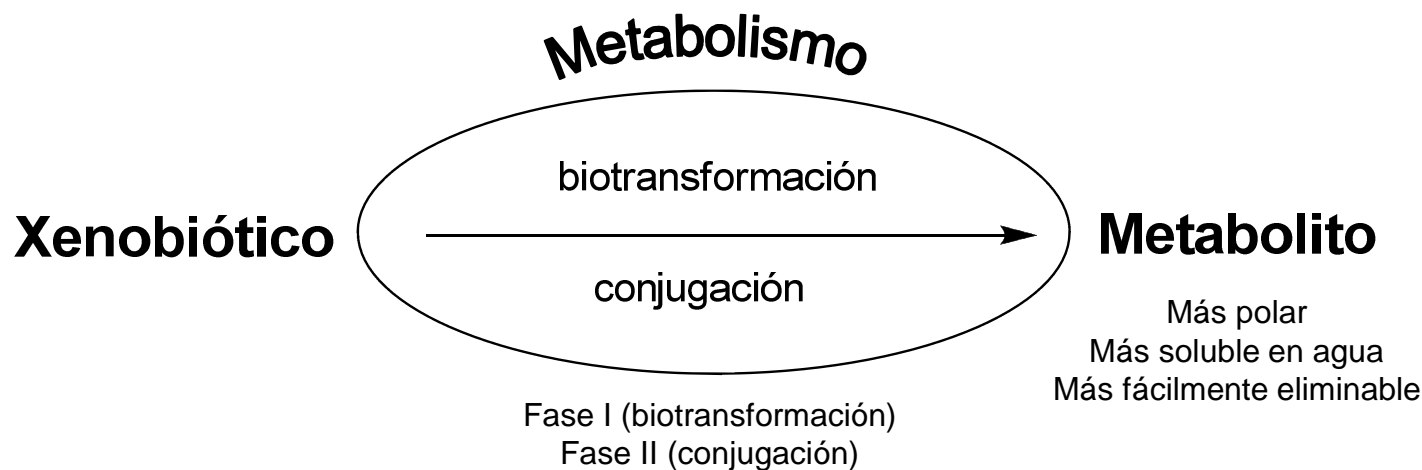 Metabolismo
biotransformación
Xenobiótico
Metabolito
conjugación
Más polar
Más soluble en agua
Más fácilmente eliminable
Fase I (biotransformación)
Fase II (conjugación)